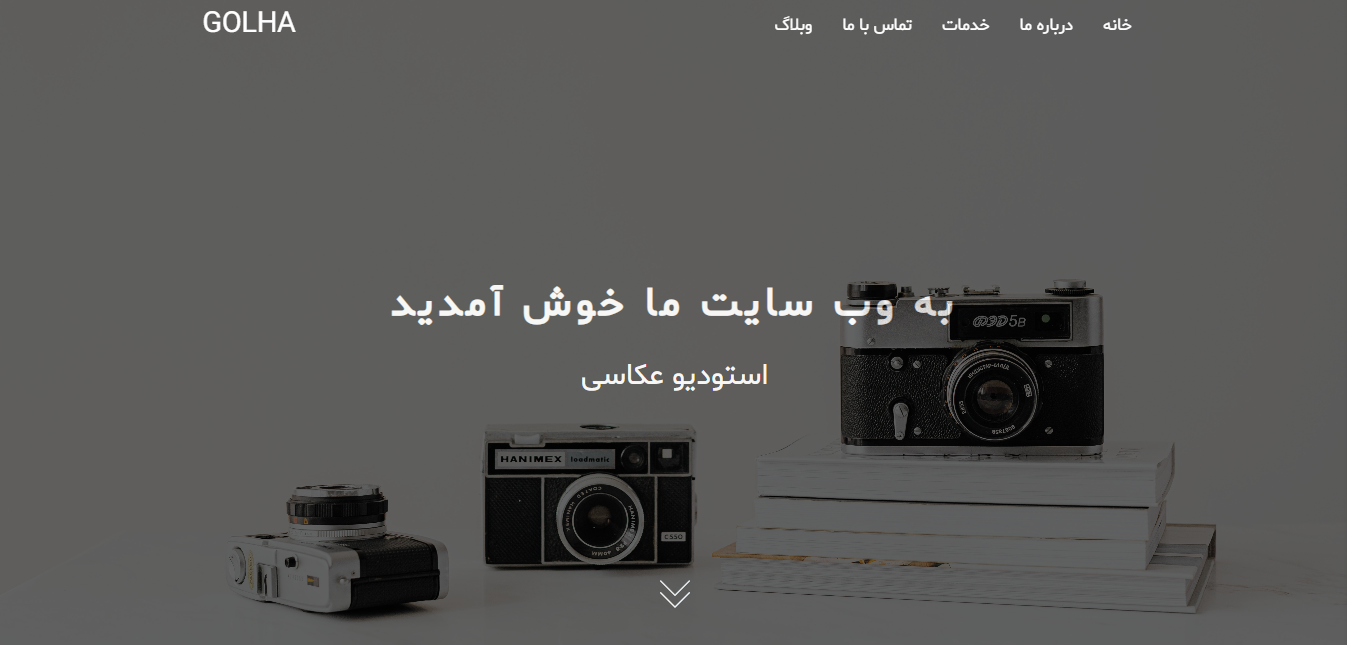 خانه درباره ما خدمات تماس با ما وبلاگ
GOLHA
به وب سایت ما خوش آمدید
استودیو عکاسی
ФЭД 5В
HANIMEX loadmatic
C550